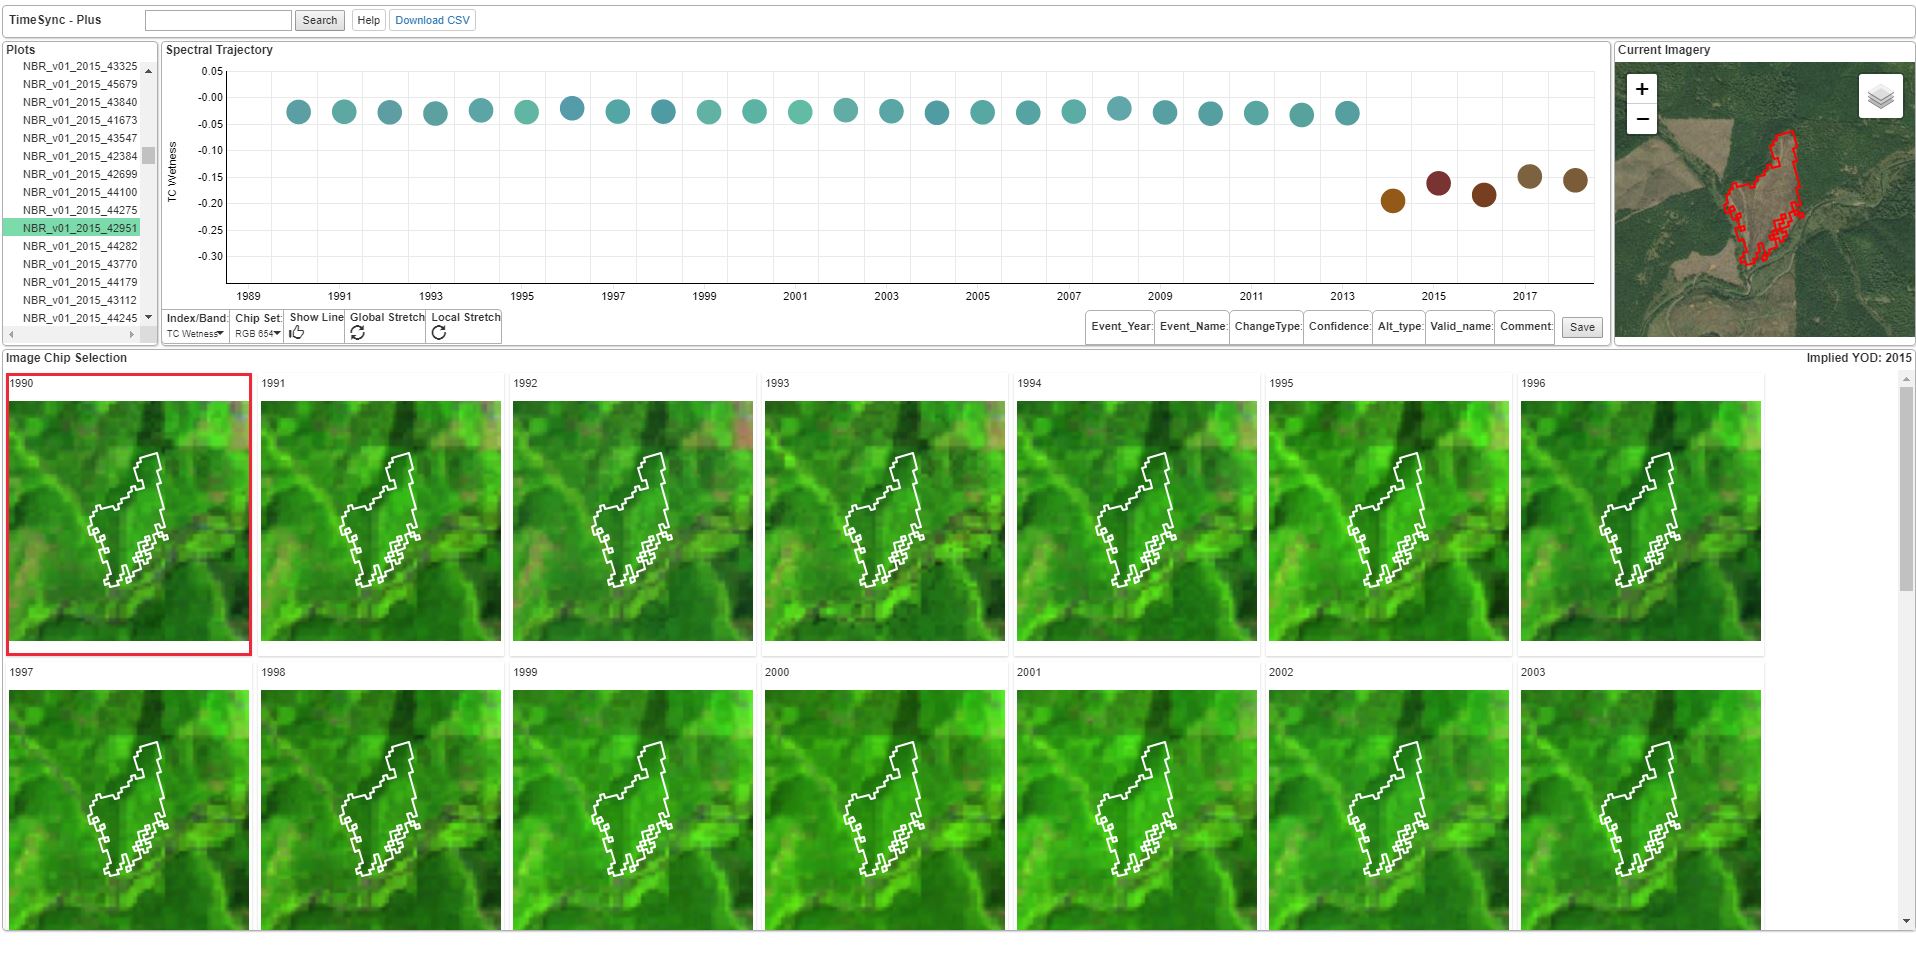 TimeSync - Plus
Search
Help
Download CSV
Plots
NBR_v01_2015_43325
NBR_v01_2015_45679
NBR_v01_2015_43840
NBR_v01_2015_41673
NBR_v01_2015_43547
NBR_v01_2015_42384
NBR_v01_2015_42699
NBR_v01_2015_44100
NBR_v01_2015_44275
NBR_v01_2015_42951
NBR_v01_2015_44282
NBR_v01_2015_43770
NBR_v01_2015_44179
NBR_v01_2015_43112
NBR_v01_2015_44245
Spectral Trajectory
TC Wetness
0.05
-0.00
-0.05
-0.10
-0.15
-0.20
-0.25
-0.30
1989 1991 1993 1995 1997 1999 2001 2003 2005 2007 2009 2011 2013 2015 2017
Index/Band: Chip Set: Show Line Global Stretch Local Stretch
TC Wetness RGB 654
Event_Year: Event_Name: ChangeType: Confidence: Alt_type: Valid_name: Comment: Save
Current Imagery
+
−
Image Chip Selection
Implied YOD: 2015
1990 1991 1992 1993 1994 1995 1996
1997 1998 1999 2000 2001 2002 2003